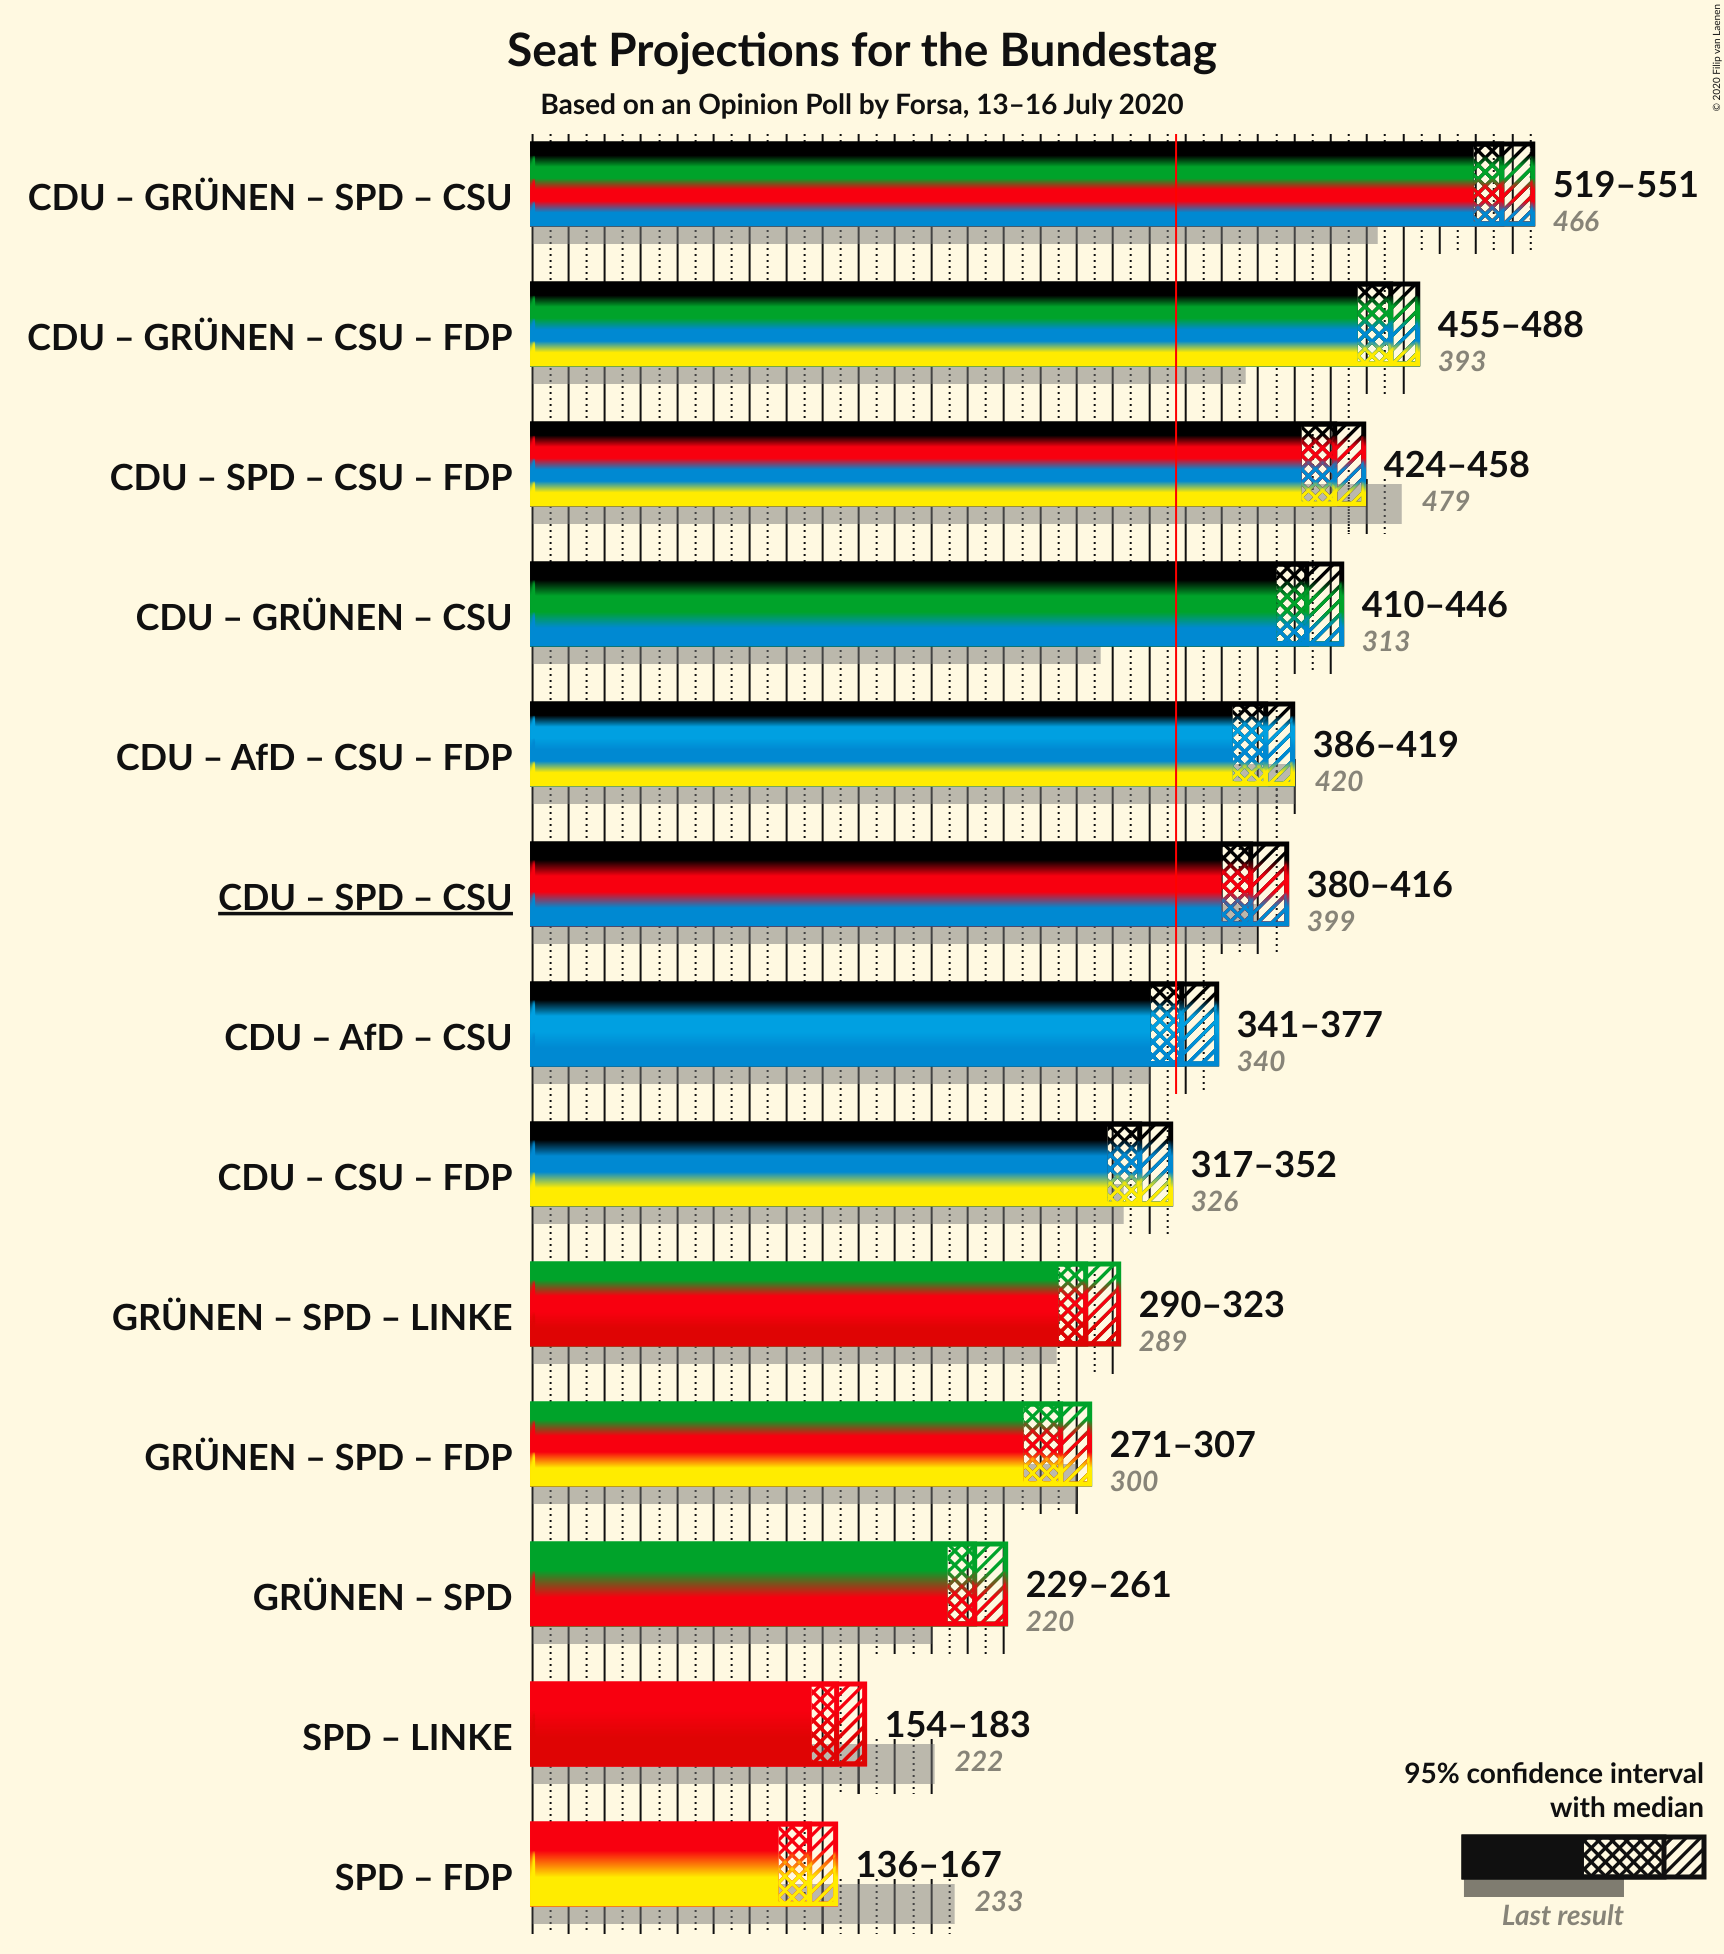 Seat Projections for the Bundestag
Based on an Opinion Poll by Forsa, 13–16 July 2020
© 2020 Filip van Laenen
CDU – GRÜNEN – SPD – CSU
519–551
466
CDU – GRÜNEN – CSU – FDP
455–488
393
CDU – SPD – CSU – FDP
424–458
479
CDU – GRÜNEN – CSU
410–446
313
CDU – AfD – CSU – FDP
386–419
420
CDU – SPD – CSU
380–416
399
CDU – AfD – CSU
341–377
340
CDU – CSU – FDP
317–352
326
GRÜNEN – SPD – LINKE
290–323
289
GRÜNEN – SPD – FDP
271–307
300
GRÜNEN – SPD
229–261
220
SPD – LINKE
154–183
222
SPD – FDP
136–167
233
95% confidence interval
with median
Last result